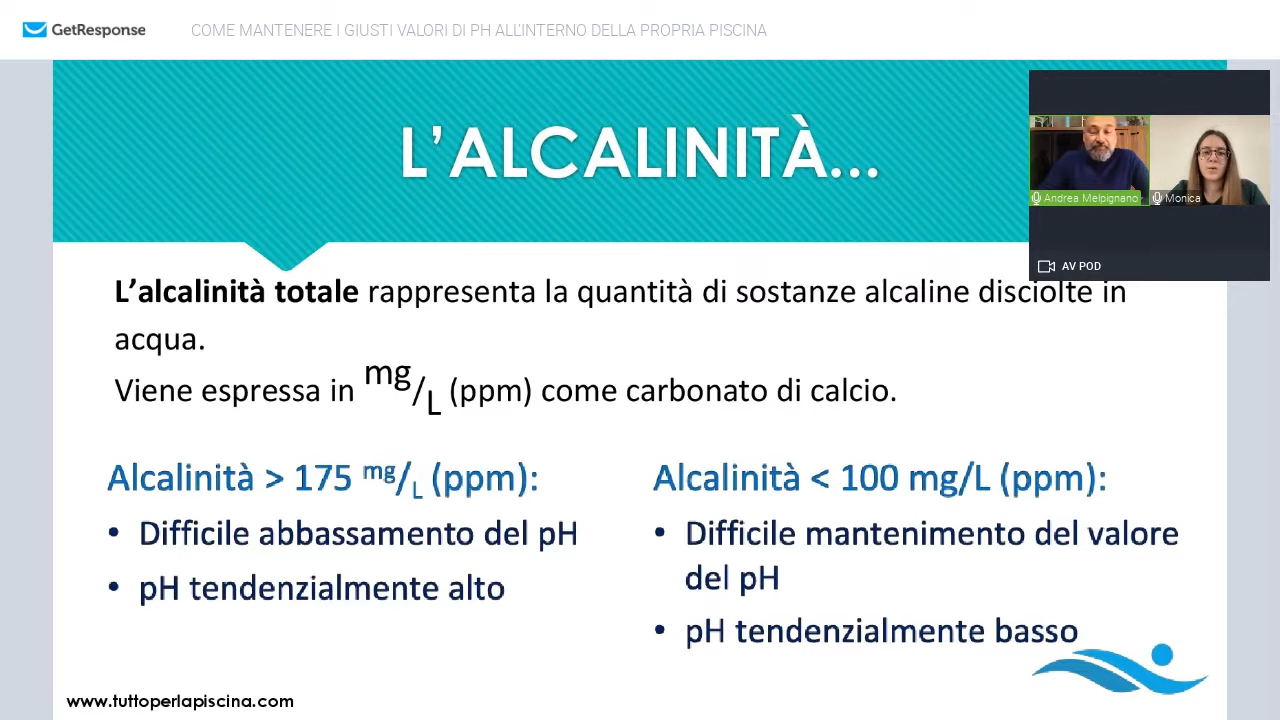 GetResponse
COME MANTENERE I GIUSTI VALORI DI PH ALL'INTERNO DELLA PROPRIA PISCINA
L'ALCALINITÀ...
Andrea Melpignano
Monica
AV POD
L'alcalinità totale rappresenta la quantità di sostanze alcaline disciolte in
acqua.
Viene espressa in mg/L (ppm) come carbonato di calcio.
Alcalinità > 175 mg/L (ppm):
• Difficile abbassamento del pH
• pH tendenzialmente alto
Alcalinità < 100 mg/L (ppm):
• Difficile mantenimento del valore
del pH
• pH tendenzialmente basso
www.tuttoperlapiscina.com